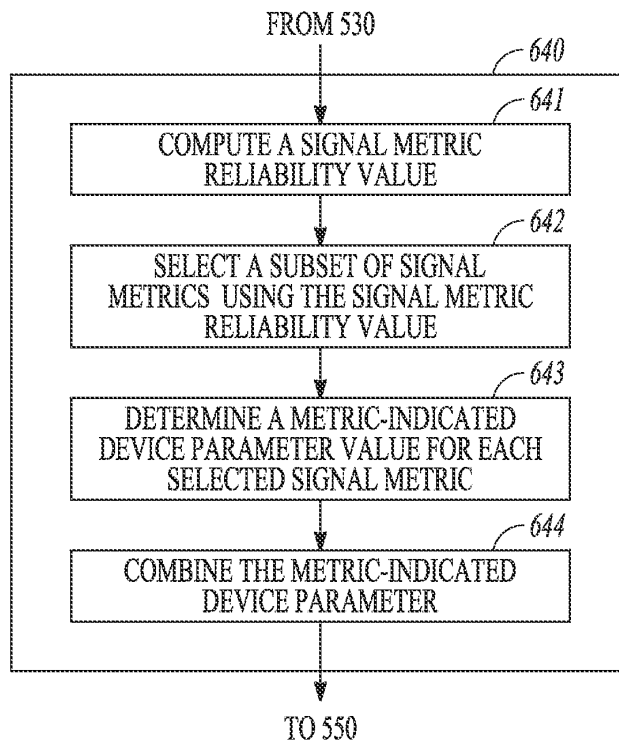 FROM 530
640
641
COMPUTE A SIGNAL METRIC
RELIABILITY VALUE
642
SELECT A SUBSET OF SIGNAL
METRICS USING THE SIGNAL METRIC
RELIABILITY VALUE
643
DETERMINE A METRIC-INDICATED
DEVICE PARAMETER VALUE FOR EACH
SELECTED SIGNAL METRIC
644
COMBINE THE METRIC-INDICATED
DEVICE PARAMETER
TO 550